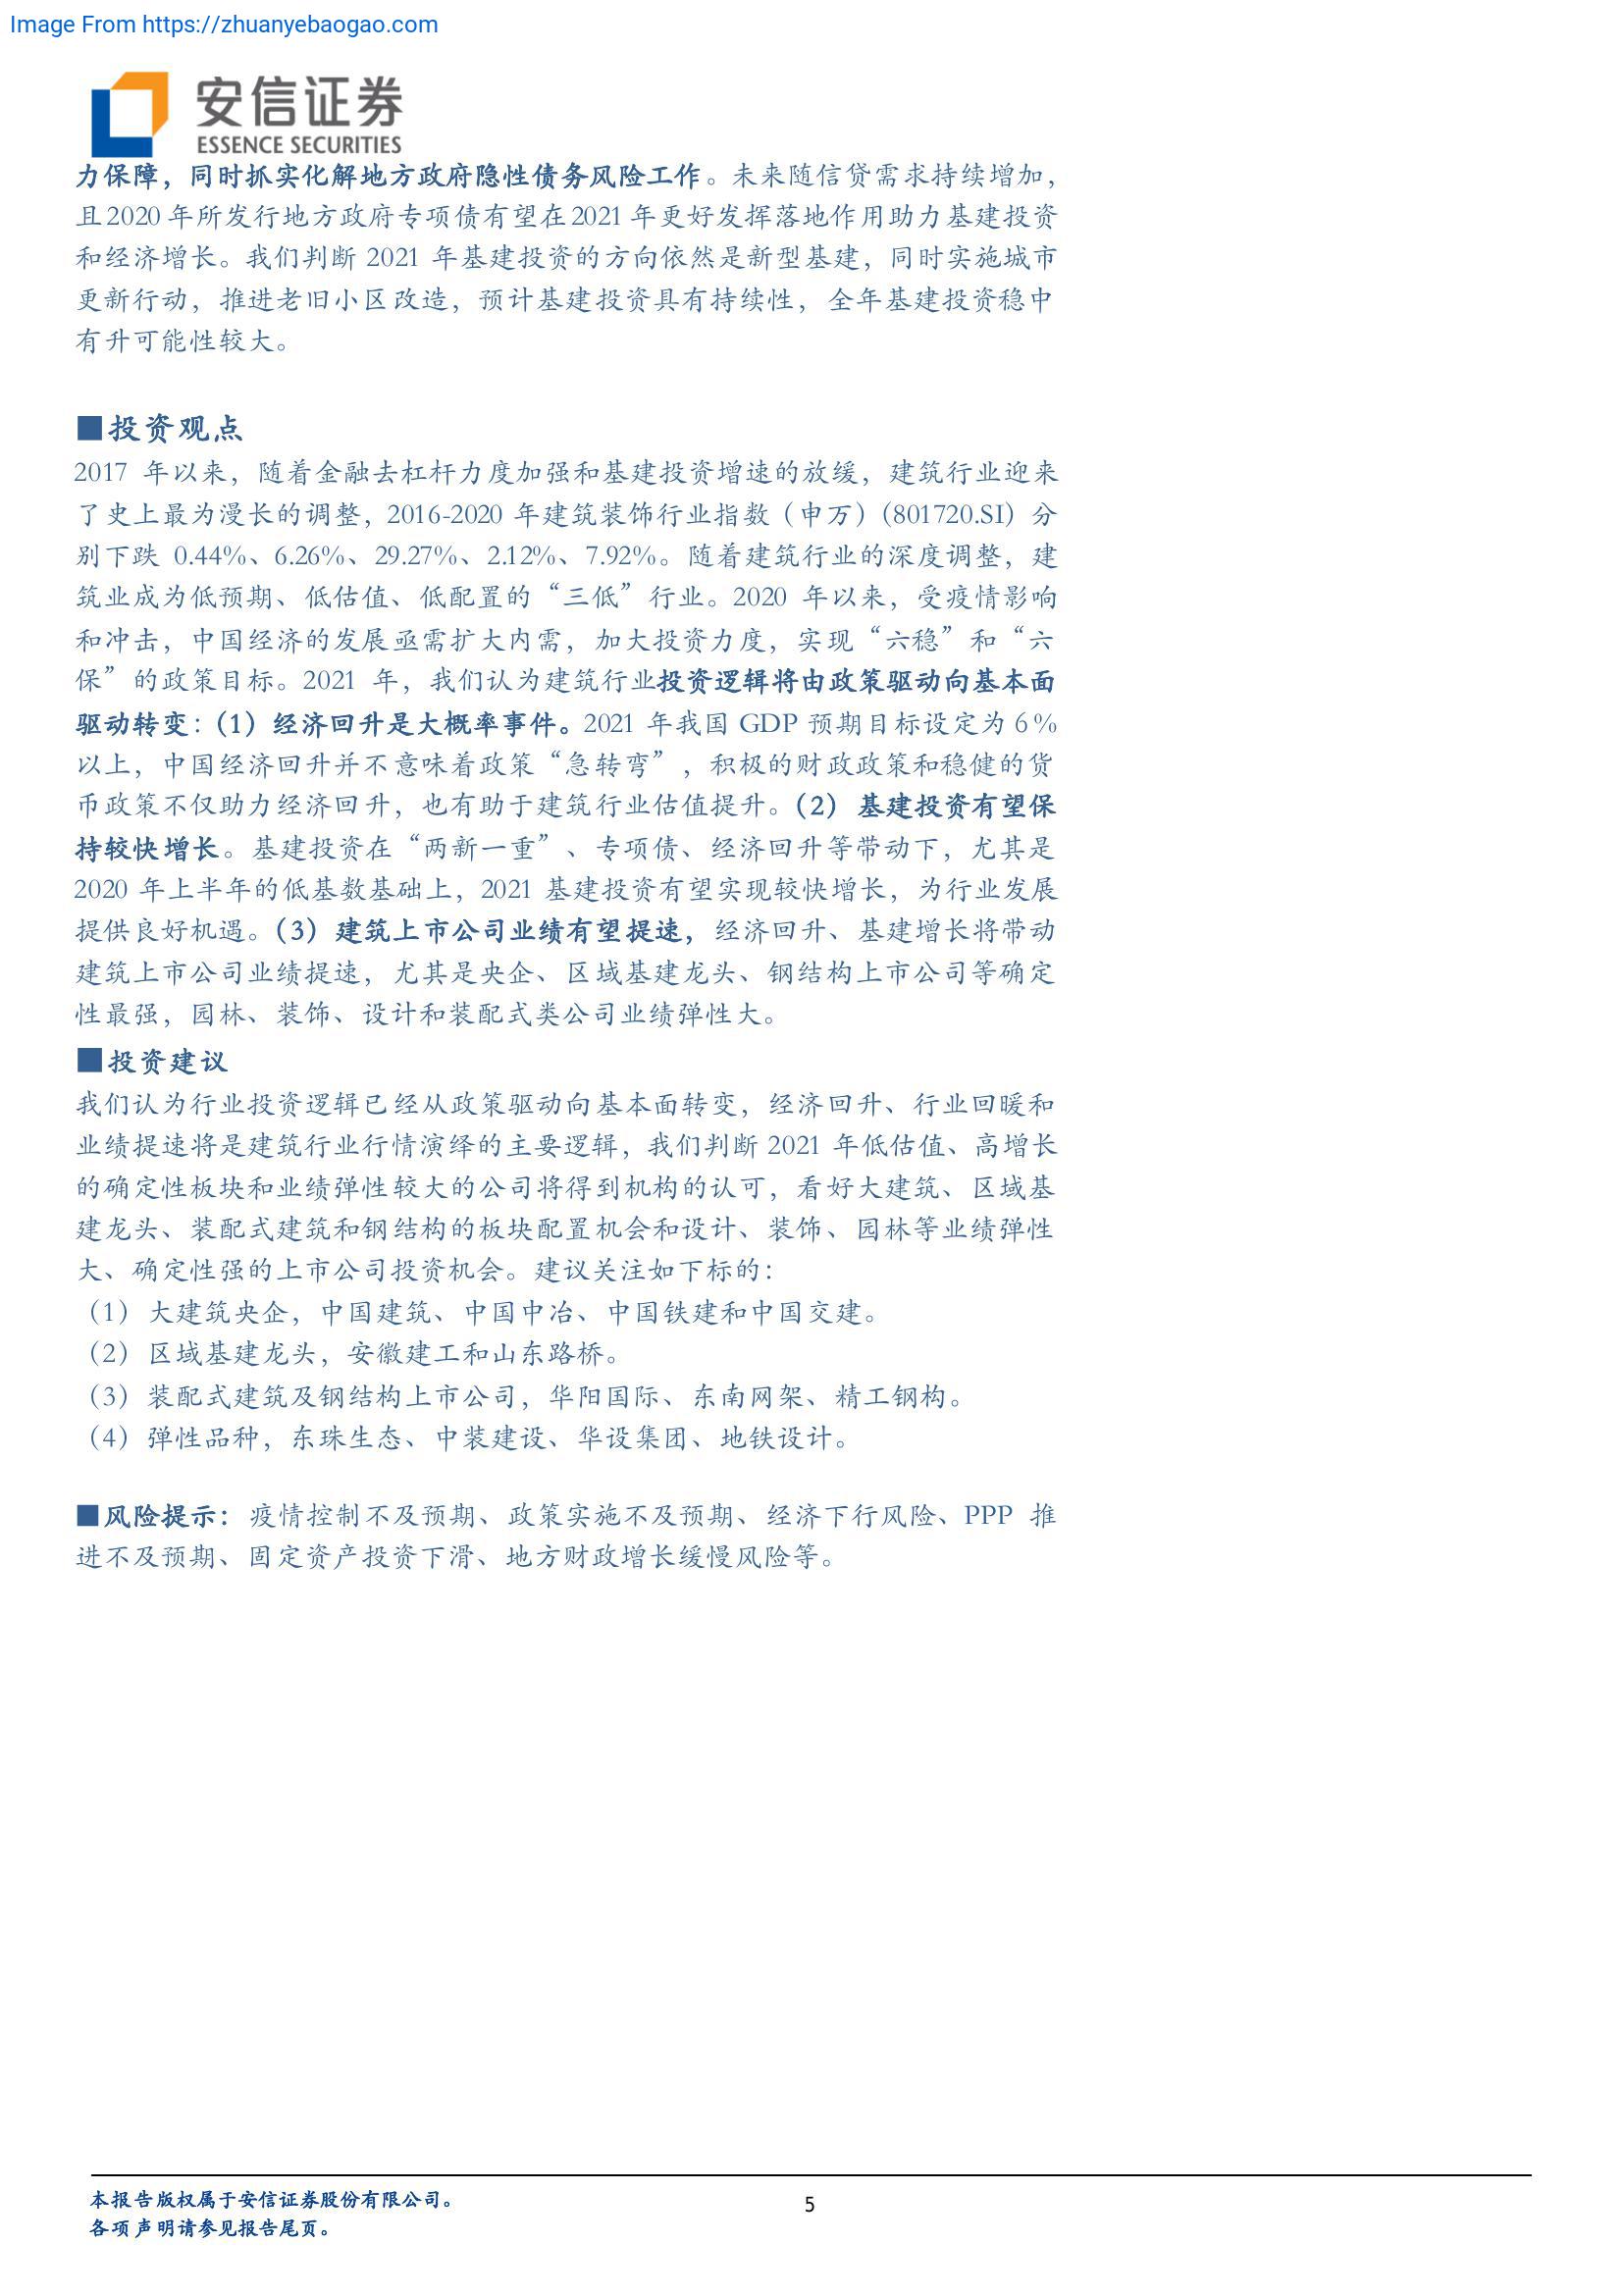 Image From https://zhuanyebaogao.com
安信证券
ESSENCE SECURITIES
力保障，同时抓实化解地方政府隐性债务风险工作。未来随信贷需求持续增加，
且2020年所发行地方政府专项债有望在2021年更好发挥落地作用助力基建投资
和经济增长。我们判断 2021 年基建投资的方向依然是新型基建，同时实施城市
更新行动，推进老旧小区改造，预计基建投资具有持续性，全年基建投资稳中
有升可能性较大。
■投资观点
2017 年以来，随着金融去杠杆力度加强和基建投资增速的放缓，建筑行业迎来
了史上最为漫长的调整，2016-2020 年建筑装饰行业指数（申万）(801720.SI）分
别下跌 0.44%、6.26%、29.27%、2.12%、7.92%。随着建筑行业的深度调整，建
筑业成为低预期、低估值、低配置的“三低”行业。2020 年以来，受疫情影响
和冲击，中国经济的发展亟需扩大内需，加大投资力度，实现“六稳”和“六
保”的政策目标。2021 年，我们认为建筑行业投资逻辑将由政策驱动向基本面
驱动转变：（1）经济回升是大概率事件。2021 年我国 GDP 预期目标设定为 6%
以上，中国经济回升并不意味着政策“急转弯”，积极的财政政策和稳健的货
币政策不仅助力经济回升，也有助于建筑行业估值提升。（2） 基建投资有望保
持较快增长。基建投资在“两新一重”、专项债、经济回升等带动下，尤其是
2020 年上半年的低基数基础上，2021 基建投资有望实现较快增长，为行业发展
提供良好机遇。（3）建筑上市公司业绩有望提速，经济回升、基建增长将带动
建筑上市公司业绩提速，尤其是央企、区域基建龙头、钢结构上市公司等确定
性最强，园林、装饰、设计和装配式类公司业绩弹性大。
■投资建议
我们认为行业投资逻辑已经从政策驱动向基本面转变，经济回升、行业回暖和
业绩提速将是建筑行业行情演绎的主要逻辑，我们判断 2021 年低估值、高增长
的确定性板块和业绩弹性较大的公司将得到机构的认可，看好大建筑、区域基
建龙头、装配式建筑和钢结构的板块配置机会和设计、装饰、园林等业绩弹性
大、确定性强的上市公司投资机会。建议关注如下标的：
（1）大建筑央企，中国建筑、中国中冶、中国铁建和中国交建。
（2）区域基建龙头，安徽建工和山东路桥。
（3）装配式建筑及钢结构上市公司，华阳国际、东南网架、精工钢构。
（4）弹性品种，东珠生态、中装建设、华设集团、地铁设计。
■风险提示：疫情控制不及预期、政策实施不及预期、经济下行风险、PPP 推
进不及预期、固定资产投资下滑、地方财政增长缓慢风险等。
本报告版权属于安信证券股份有限公司。
5
各项声明请参见报告尾页。